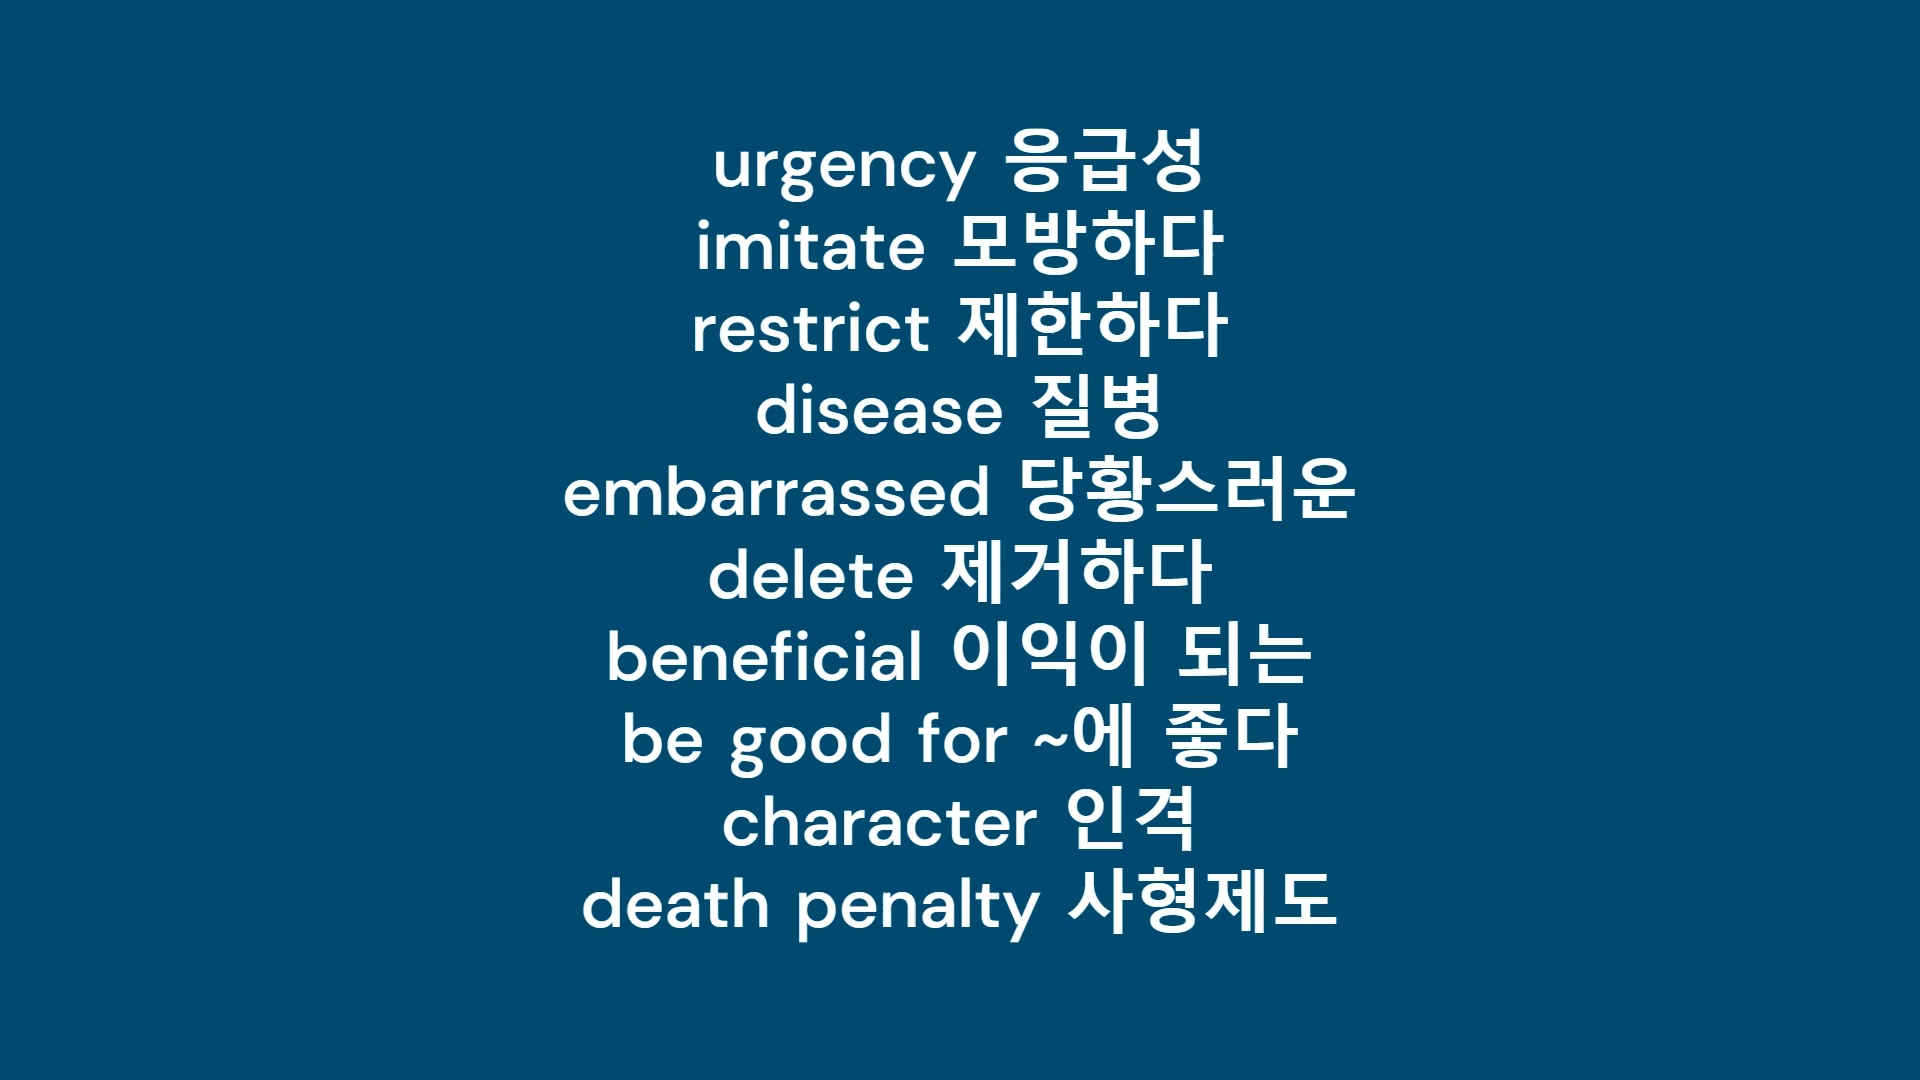 urgency 응급성
imitate 모방하다
restrict 제한하다
disease 질병
embarrassed 당황스러운
delete 제거하다
beneficial 이익이 되는
be good for ~에 좋다
character 인격
death penalty 사형제도